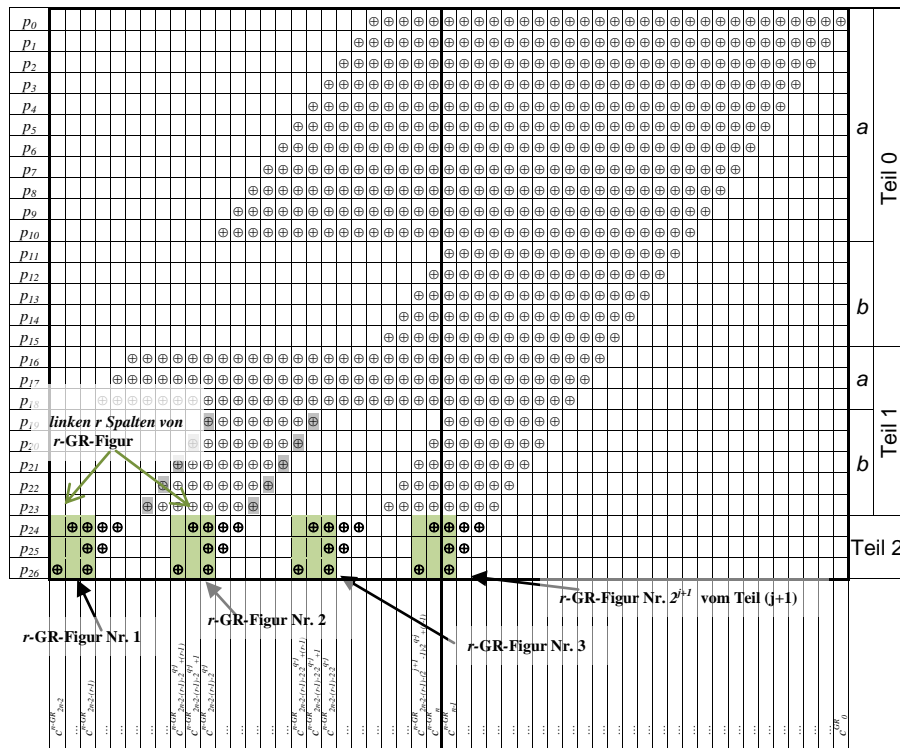 p0
p1
p2
p3
p4
p5
p6
p7
p8
p9
p10
p11
p12
p13
p14
p15
p16
p17
p18
p19
p20
p21
p22
p23
p24
p25
p26
a
b
Teil 0
a
b
Teil 1
Teil 2
linken r Spalten von
r-GR-Figur
r-GR-Figur Nr. 1
r-GR-Figur Nr. 2
r-GR-Figur Nr. 3
r-GR-Figur Nr. 2^{j+1} vom Teil (j+1)